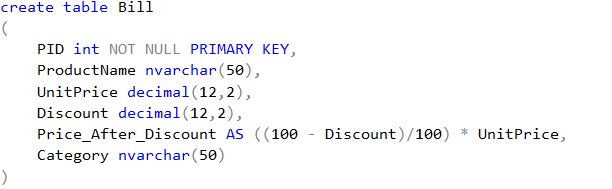 create table Bill
(
PID int NOT NULL PRIMARY KEY,
ProductName nvarchar(50),
UnitPrice decimal(12,2),
Discount decimal(12,2),
Price_After_Discount AS ((100 - Discount)/100) * UnitPrice,
Category nvarchar(50)
)